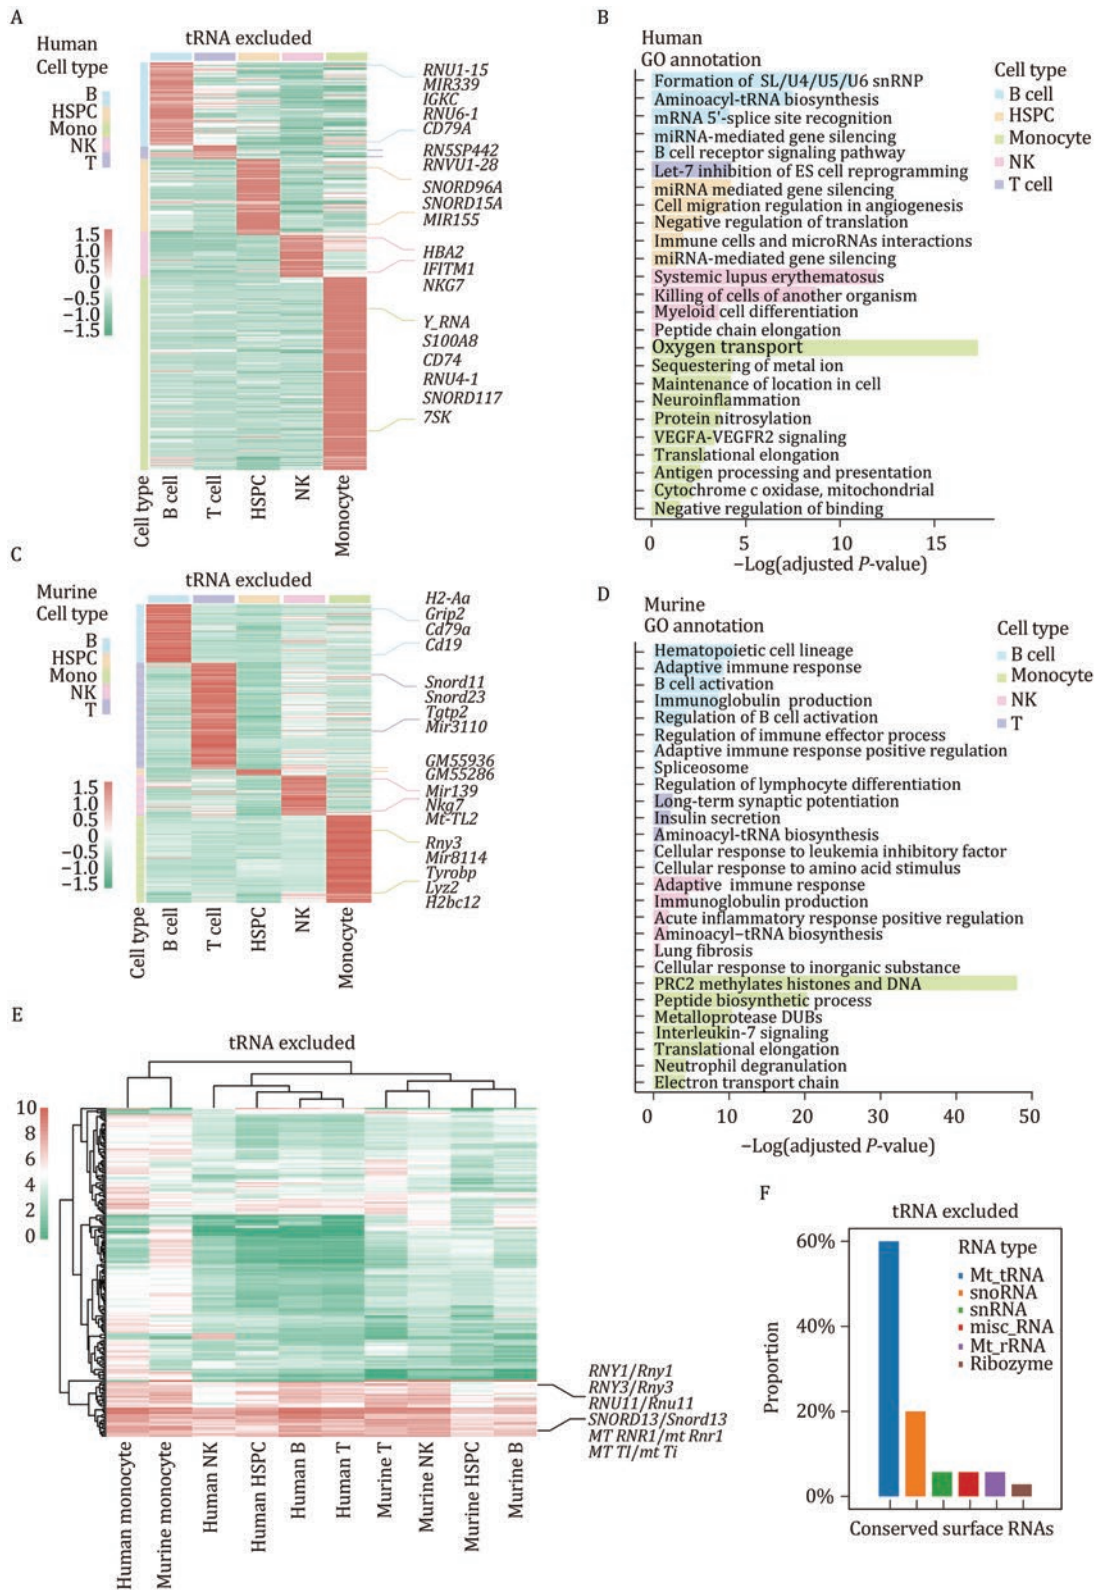 A
Human
Cell type
tRNA excluded
B
HSPC
Mono
NK
T
1.5
1.0
0.5
0
−0.5
−1.0
−1.5
RNU1-15
MIR339
IGKC
RNU6-1
CD79A
RN5SP442
RNVU1-28
SNORD96A
SNORD15A
MIR155
HBA2
IFITM1
NKG7
Y_RNA
S100A8
CD74
RNU4-1
SNORD117
7SK
Cell type
B cell
T cell
HSPC
NK
Monocyte
B
Human
GO annotation
Formation of SL/U4/U5/U6 snRNP
Aminoacyl-tRNA biosynthesis
mRNA 5'-splice site recognition
miRNA-mediated gene silencing
B cell receptor signaling pathway
Let-7 inhibition of ES cell reprogramming
miRNA mediated gene silencing
Cell migration regulation in angiogenesis
Negative regulation of translation
Immune cells and microRNAs interactions
miRNA-mediated gene silencing
Systemic lupus erythematosus
Killing of cells of another organism
Myeloid cell differentiation
Peptide chain elongation
Oxygen transport
Sequestering of metal ion
Maintenance of location in cell
Neuroinflammation
Protein nitrosylation
VEGFA-VEGFR2 signaling
Translational elongation
Antigen processing and presentation
Cytochrome c oxidase, mitochondrial
Negative regulation of binding
0 5 10 15
−Log(adjusted P-value)
Cell type
B cell
HSPC
Monocyte
NK
T cell
C
Murine
Cell type
tRNA excluded
B
HSPC
Mono
NK
T
1.5
1.0
0.5
0
−0.5
−1.0
−1.5
H2-Aa
Grip2
Cd79a
Cd19
Snord11
Snord23
Tgtp2
Mir3110
GM55936
GM55286
Mir139
Nkg7
Mt-TL2
Rny3
Mir8114
Tyrobp
Lyz2
H2bc12
Cell type
B cell
T cell
HSPC
NK
Monocyte
D
Murine
GO annotation
Hematopoietic cell lineage
Adaptive immune response
B cell activation
Immunoglobulin production
Regulation of B cell activation
Regulation of immune effector process
Adaptive immune response positive regulation
Spliceosome
Regulation of lymphocyte differentiation
Long-term synaptic potentiation
Insulin secretion
Aminoacyl-tRNA biosynthesis
Cellular response to leukemia inhibitory factor
Cellular response to amino acid stimulus
Adaptive immune response
Immunoglobulin production
Acute inflammatory response positive regulation
Aminoacyl−tRNA biosynthesis
Lung fibrosis
Cellular response to inorganic substance
PRC2 methylates histones and DNA
Peptide biosynthetic process
Metalloprotease DUBs
Interleukin-7 signaling
Translational elongation
Neutrophil degranulation
Electron transport chain
0 10 20 30 40 50
−Log(adjusted P-value)
Cell type
B cell
Monocyte
NK
T
E
tRNA excluded
10
8
6
4
2
0
RNY1/Rny1
RNY3/Rny3
RNU11/Rnu11
SNORD13/Snord13
MT RNR1/mt Rnr1
MT TI/mt Ti
Human monocyte
Murine monocyte
Human NK
Human HSPC
Human B
Human T
Murine T
Murine NK
Murine HSPC
Murine B
F
tRNA excluded
60%
40%
20%
0%
Proportion
RNA type
Mt_tRNA
snoRNA
snRNA
misc_RNA
Mt_rRNA
Ribozyme
Conserved surface RNAs